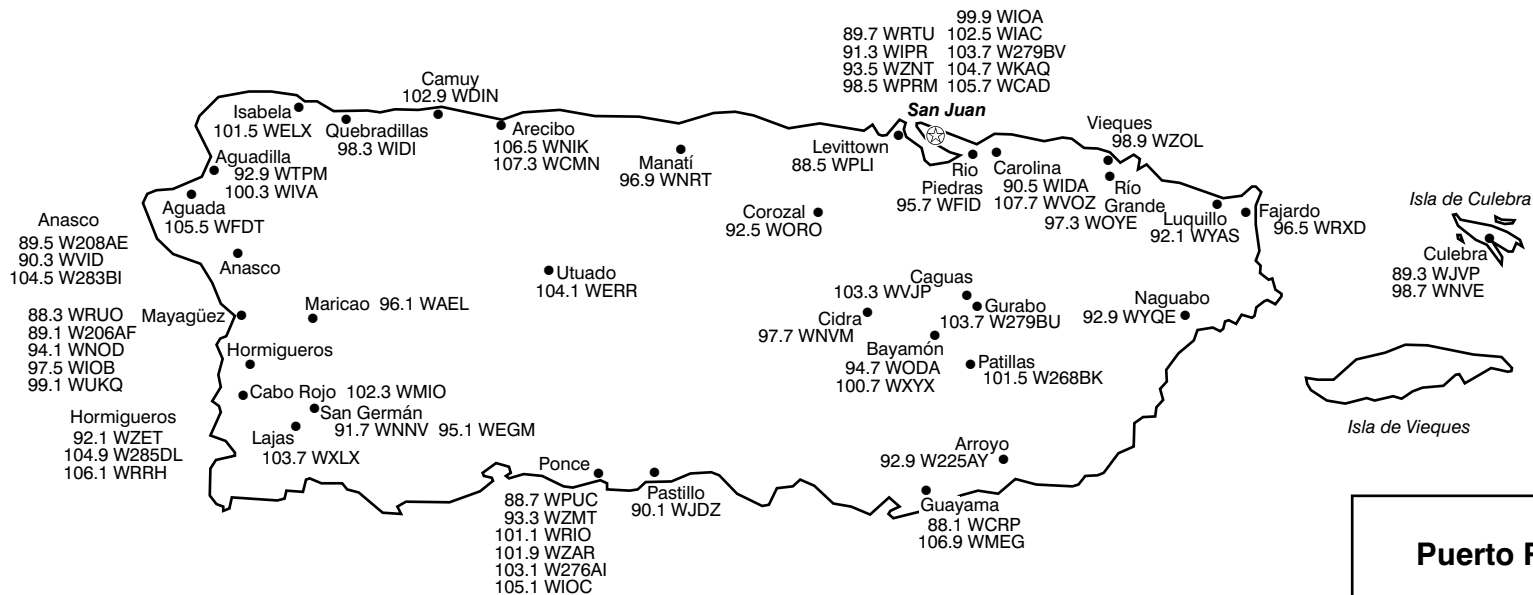 99.9 WIOA
89.7 WRTU 102.5 WIAC
91.3 WIPR 103.7 W279BV
93.5 WZNT 104.7 WKAQ
98.5 WPRM 105.7 WCAD
San Juan
Camuy
102.9 WDIN
Isabela
101.5 WELX
Quebradillas
98.3 WIDI
Arecibo
106.5 WNIK
107.3 WCMN
Manatí
96.9 WNRT
Levittown
88.5 WPLI
Rio
Piedras
95.7 WFID
Carolina
90.5 WIDA
107.7 WVOZ
Vieques
98.9 WZOL
Río
Grande
97.3 WOYE
Luquillo
92.1 WYAS
Fajardo
96.5 WRXD
Isla de Culebra
Culebra
89.3 WJVP
98.7 WNVE
Aguadilla
92.9 WTPM
100.3 WIVA
Aguada
105.5 WFDT
Anasco
89.5 W208AE
90.3 WVID
104.5 W283BI
Anasco
Corozal
92.5 WORO
Utuado
104.1 WERR
Maricao 96.1 WAEL
88.3 WRUO
89.1 W206AF
94.1 WNOD
97.5 WIOB
99.1 WUKQ
Mayagüez
Caguas
103.3 WVJP
Gurabo
103.7 W279BU
Cidra
97.7 WNVM
Bayamón
94.7 WODA
100.7 WXYX
Patillas
101.5 W268BK
Naguabo
92.9 WYQE
Hormigueros
Cabo Rojo 102.3 WMIO
San Germán
91.7 WNNV 95.1 WEGM
Lajas
103.7 WXLX
Hormigueros
92.1 WZET
104.9 W285DL
106.1 WRRH
Isla de Vieques
Ponce
88.7 WPUC
93.3 WZMT
101.1 WRIO
101.9 WZAR
103.1 W276AI
105.1 WIOC
Pastillo
90.1 WJDZ
Arroyo
92.9 W225AY
Guayama
88.1 WCRP
106.9 WMEG
Puerto